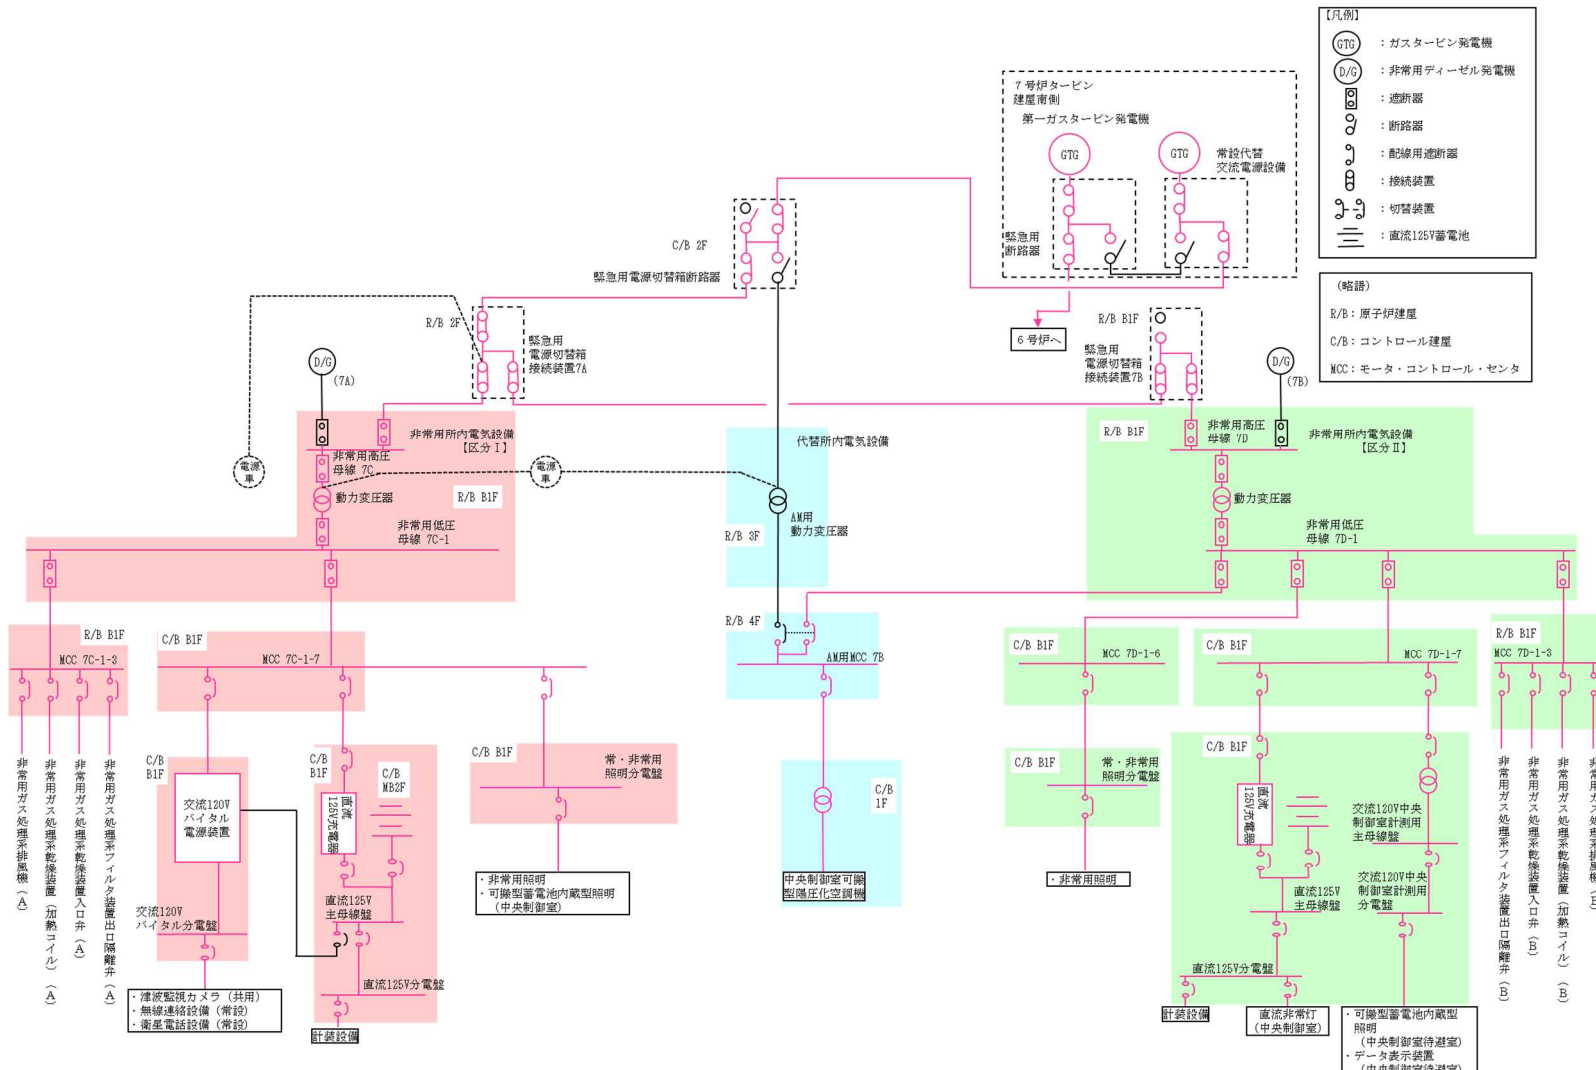 【凡例】
GTG
：ガスタービン発電機
D/G
：非常用ディーゼル発電機
：遮断器
：断路器
：配線用遮断器
：接続装置
：切替装置
：直流125V蓄電池
（略語）
R/B：原子炉建屋
C/B：コントロール建屋
MCC：モータ・コントロール・センタ
7号炉タービン
建屋南側
第一ガスタービン発電機
GTG
GTG
常設代替
交流電源設備
緊急用
断路器
6号炉へ
C/B 2F
緊急用電源切替箱断路器
R/B 2F
緊急用
電源切替箱
接続装置7A
R/B B1F
緊急用
電源切替箱
接続装置7B
D/G
(7A)
D/G
(7B)
電源
車
電源
車
非常用所内電気設備
【区分Ⅰ】
非常用高圧
母線 7C
動力変圧器
R/B B1F
非常用低圧
母線 7C-1
代替所内電気設備
R/B 3F
AM用
動力変圧器
R/B 4F
AM用MCC 7B
R/B B1F
非常用高圧
母線 7D
非常用所内電気設備
【区分Ⅱ】
動力変圧器
非常用低圧
母線 7D-1
R/B B1F
MCC 7C-1-3
C/B B1F
MCC 7C-1-7
C/B B1F
MCC 7D-1-6
C/B B1F
MCC 7D-1-7
R/B B1F
MCC 7D-1-3
非常用ガス処理系排風機（A）
非常用ガス処理系乾燥装置（加熱コイル）（A）
非常用ガス処理系乾燥装置入口弁（A）
非常用ガス処理系フィルタ装置出口隔離弁（A）
C/B
B1F
交流120V
バイタル
電源装置
交流120V
バイタル分電盤
・津波監視カメラ（共用）
・無線連絡設備（常設）
・衛星電話設備（常設）
C/B
B1F
C/B
MB2F
直流
125V充電器
直流125V
主母線盤
直流125V分電盤
計装設備
C/B B1F
常・非常用
照明分電盤
・非常用照明
・可搬型蓄電池内蔵型照明
（中央制御室）
C/B
1F
中央制御室可搬
型陽圧化空調機
C/B B1F
常・非常用
照明分電盤
・非常用照明
C/B B1F
直流
125V充電器
直流125V
主母線盤
直流125V分電盤
計装設備
直流非常灯
（中央制御室）
交流120V中央
制御室計測用
主母線盤
交流120V中央
制御室計測用
分電盤
・可搬型蓄電池内蔵型
照明
（中央制御室待避室）
・データ表示装置
（中央制御室待避室）
非常用ガス処理系フィルタ装置出口隔離弁（B）
非常用ガス処理系乾燥装置入口弁（B）
非常用ガス処理系乾燥装置（加熱コイル）（B）
非常用ガス処理系排風機（B）